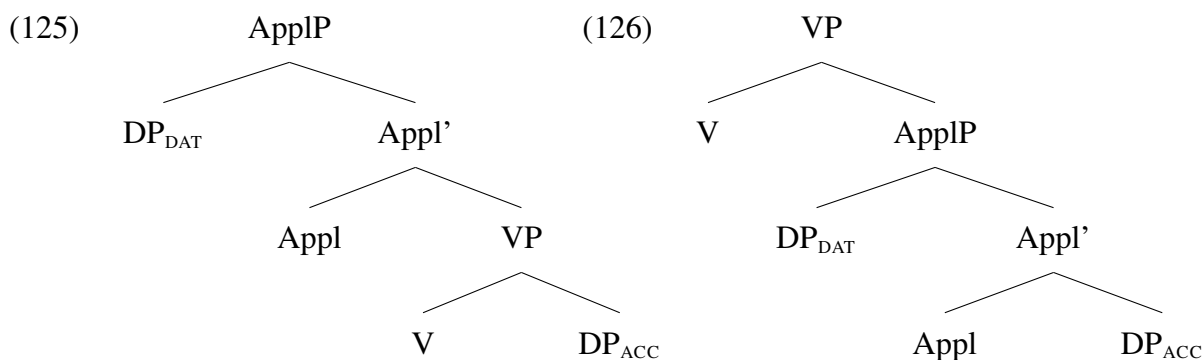 (125) ApplP (126) VP
DP_DAT Appl’ V ApplP
Appl VP DP_DAT Appl’
V DP_ACC Appl DP_ACC